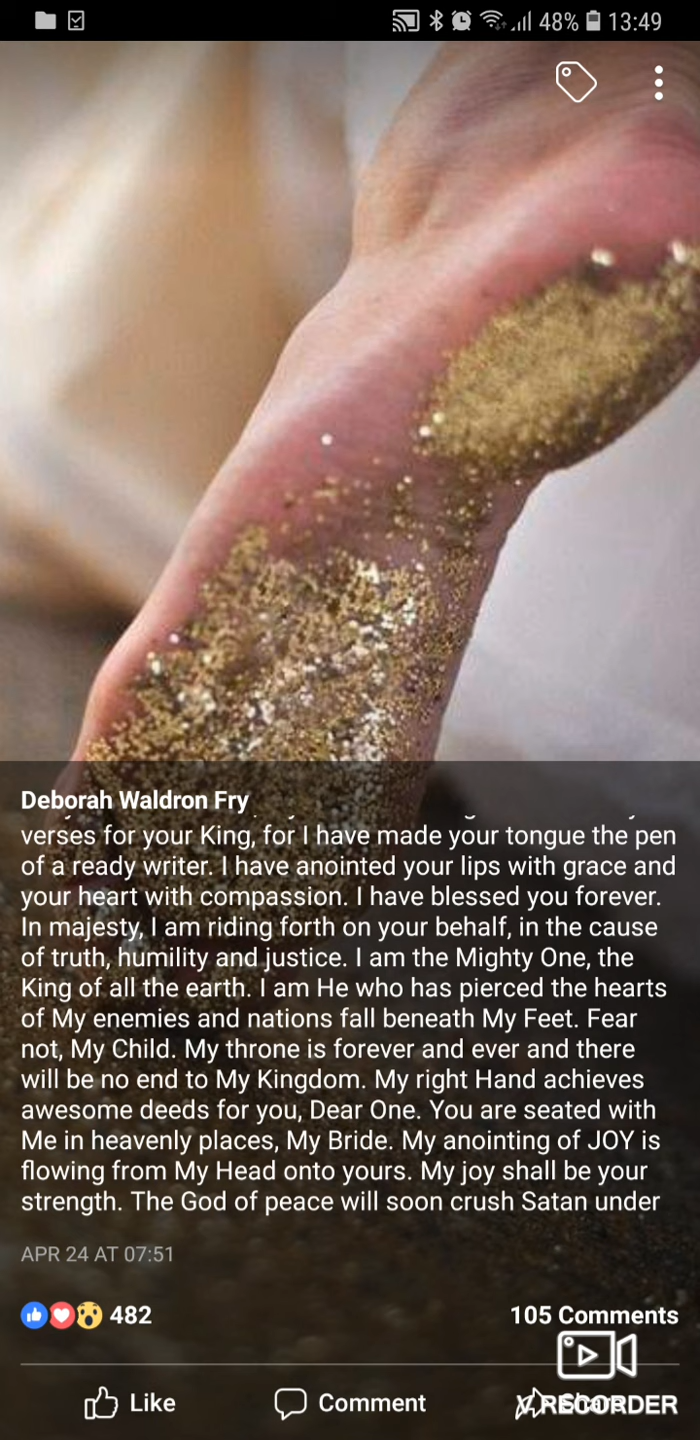 48% 13:49
Deborah Waldron Fry
verses for your King, for I have made your tongue the pen
of a ready writer. I have anointed your lips with grace and
your heart with compassion. I have blessed you forever.
In majesty, I am riding forth on your behalf, in the cause
of truth, humility and justice. I am the Mighty One, the
King of all the earth. I am He who has pierced the hearts
of My enemies and nations fall beneath My Feet. Fear
not, My Child. My throne is forever and ever and there
will be no end to My Kingdom. My right Hand achieves
awesome deeds for you, Dear One. You are seated with
Me in heavenly places, My Bride. My anointing of JOY is
flowing from My Head onto yours. My joy shall be your
strength. The God of peace will soon crush Satan under
APR 24 AT 07:51
482 105 Comments
Like Comment
RECORDER